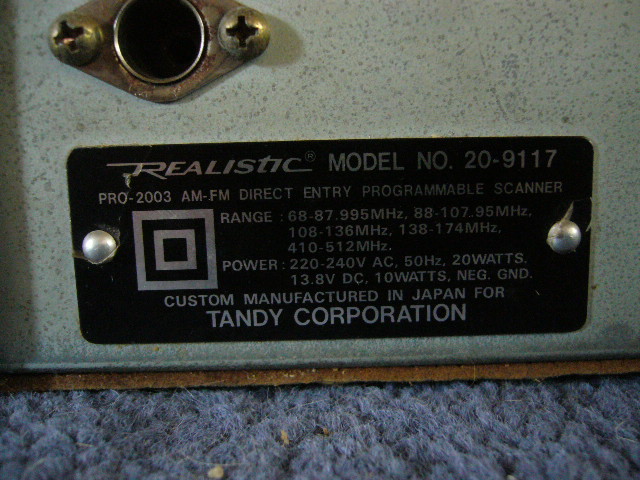 REALISTIC® MODEL NO. 20-9117
PRO-2003 AM-FM DIRECT ENTRY PROGRAMMABLE SCANNER
RANGE : 68-87.995MHz, 88-107.95MHz,
108-136MHz, 138-174MHz,
410-512MHz.
POWER : 220-240V AC, 50Hz, 20WATTS,
13.8V DC, 10WATTS, NEG. GND.
CUSTOM MANUFACTURED IN JAPAN FOR
TANDY CORPORATION